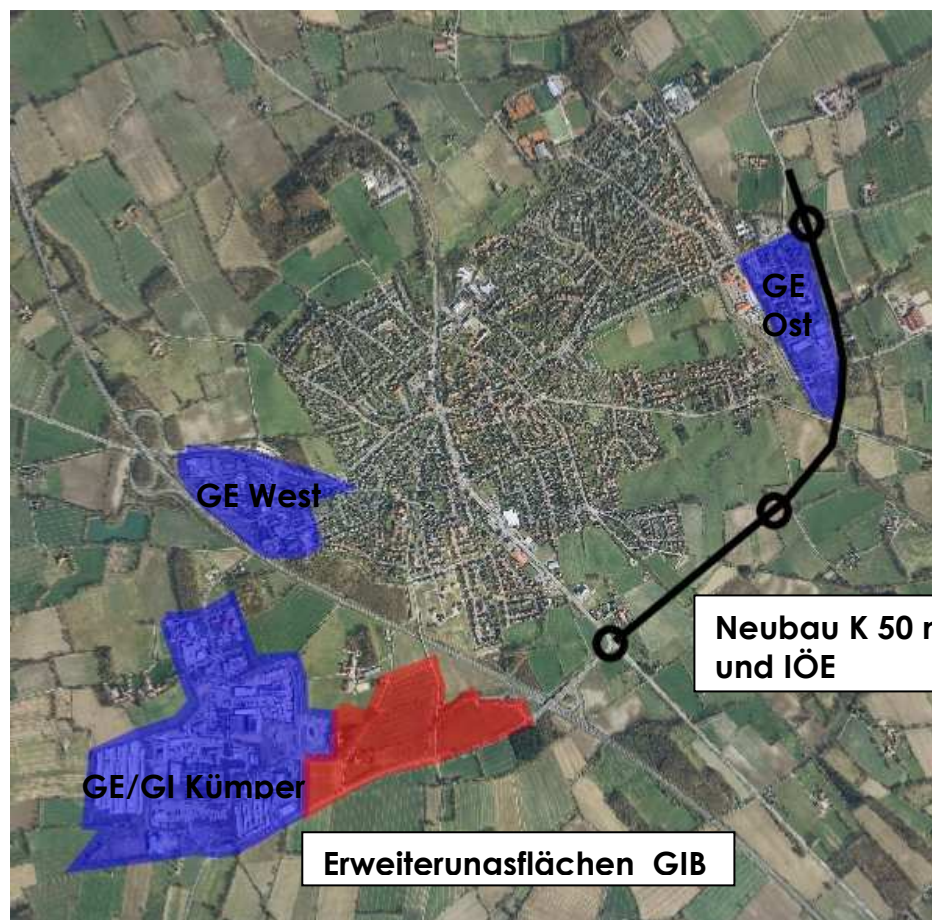 GE
Ost
GE West
Neubau K 50
und IÖE
GE/GI Kümper
Erweiterunasflächen GIB